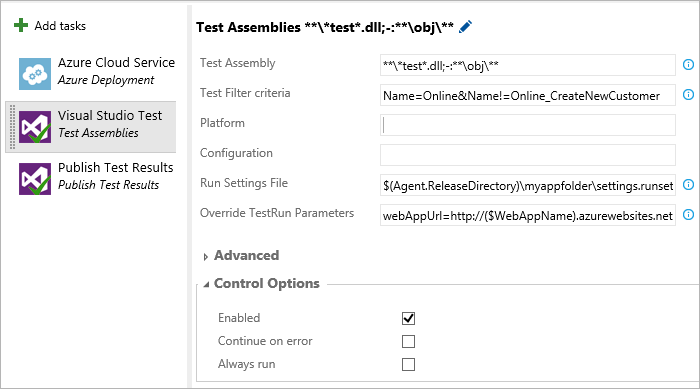 Add tasks
Azure Cloud Service
Azure Deployment
Visual Studio Test
Test Assemblies
Publish Test Results
Publish Test Results
Test Assemblies **\*test*.dll;-:**\obj\**
Test Assembly **\*test*.dll;-:**\obj\**
Test Filter criteria Name=Online&Name!=Online_CreateNewCustomer
Platform
Configuration
Run Settings File $(Agent.ReleaseDirectory)\myappfolder\settings.runset
Override TestRun Parameters webAppUrl=http://($WebAppName).azurewebsites.net
Advanced
Control Options
Enabled
Continue on error
Always run